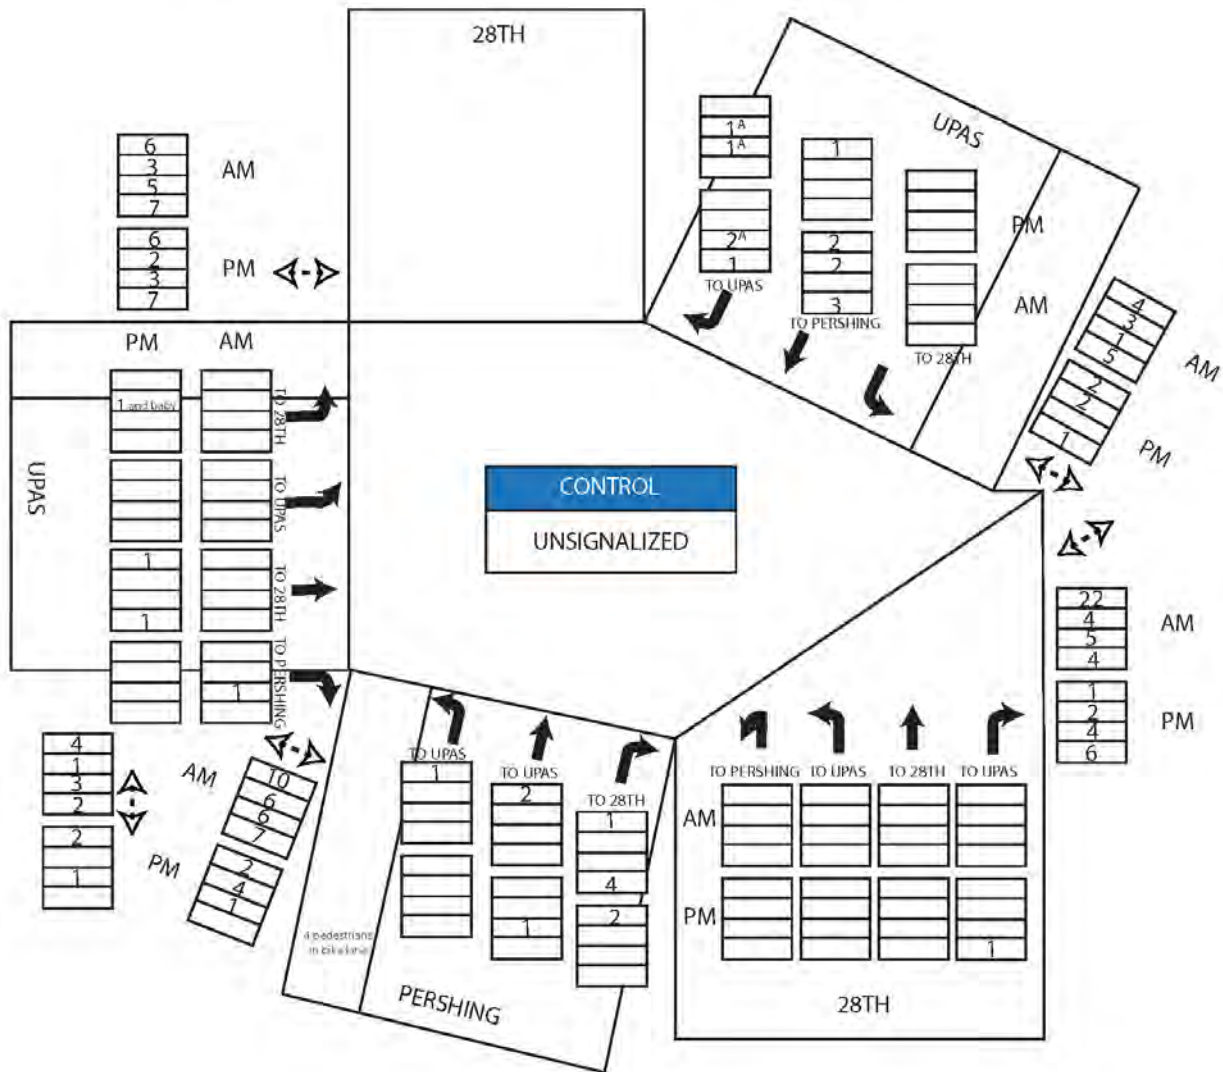 28TH
UPAS
1ᴬ
1ᴬ
2ᴬ
1
TO UPAS
1
2
2
3
TO PERSHING
PM
AM
TO 28TH
6
3
5
7
AM
6
2
3
7
PM
4
3
1
5
AM
2
2
1
PM
PM
AM
UPAS
1 and baby
TO 28TH
TO UPAS
1
1
TO 28TH
1
TO PERSHING
CONTROL
UNSIGNALIZED
22
4
5
4
AM
1
2
4
6
PM
4
1
3
2
2
1
AM
10
6
6
7
PM
2
4
1
4 pedestrians
in bike lane
TO UPAS
1
TO UPAS
2
1
TO 28TH
1
4
2
PERSHING
TO PERSHING
TO UPAS
TO 28TH
TO UPAS
AM
PM
1
28TH